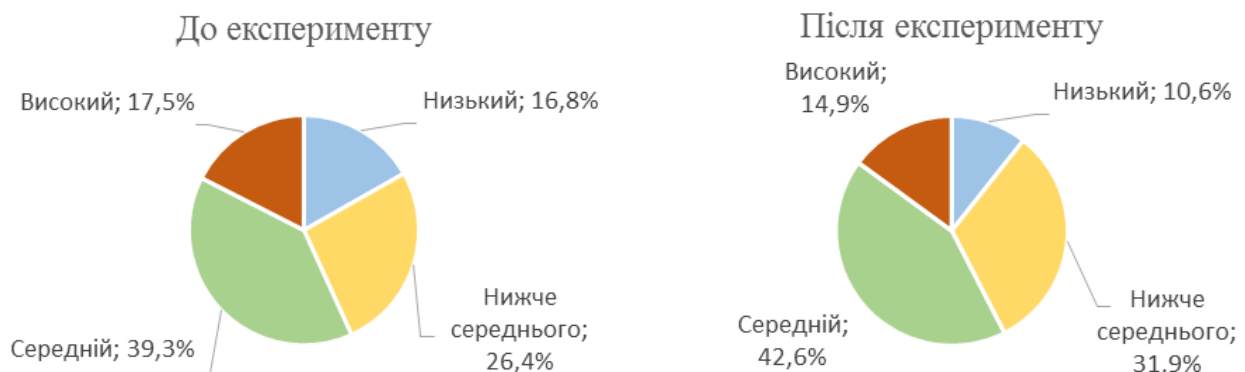 До експерименту
Високий; 17,5%
Низький; 16,8%
Нижче
середнього;
26,4%
Середній; 39,3%
Після експерименту
Високий;
14,9%
Низький; 10,6%
Нижче
середнього;
31,9%
Середній;
42,6%